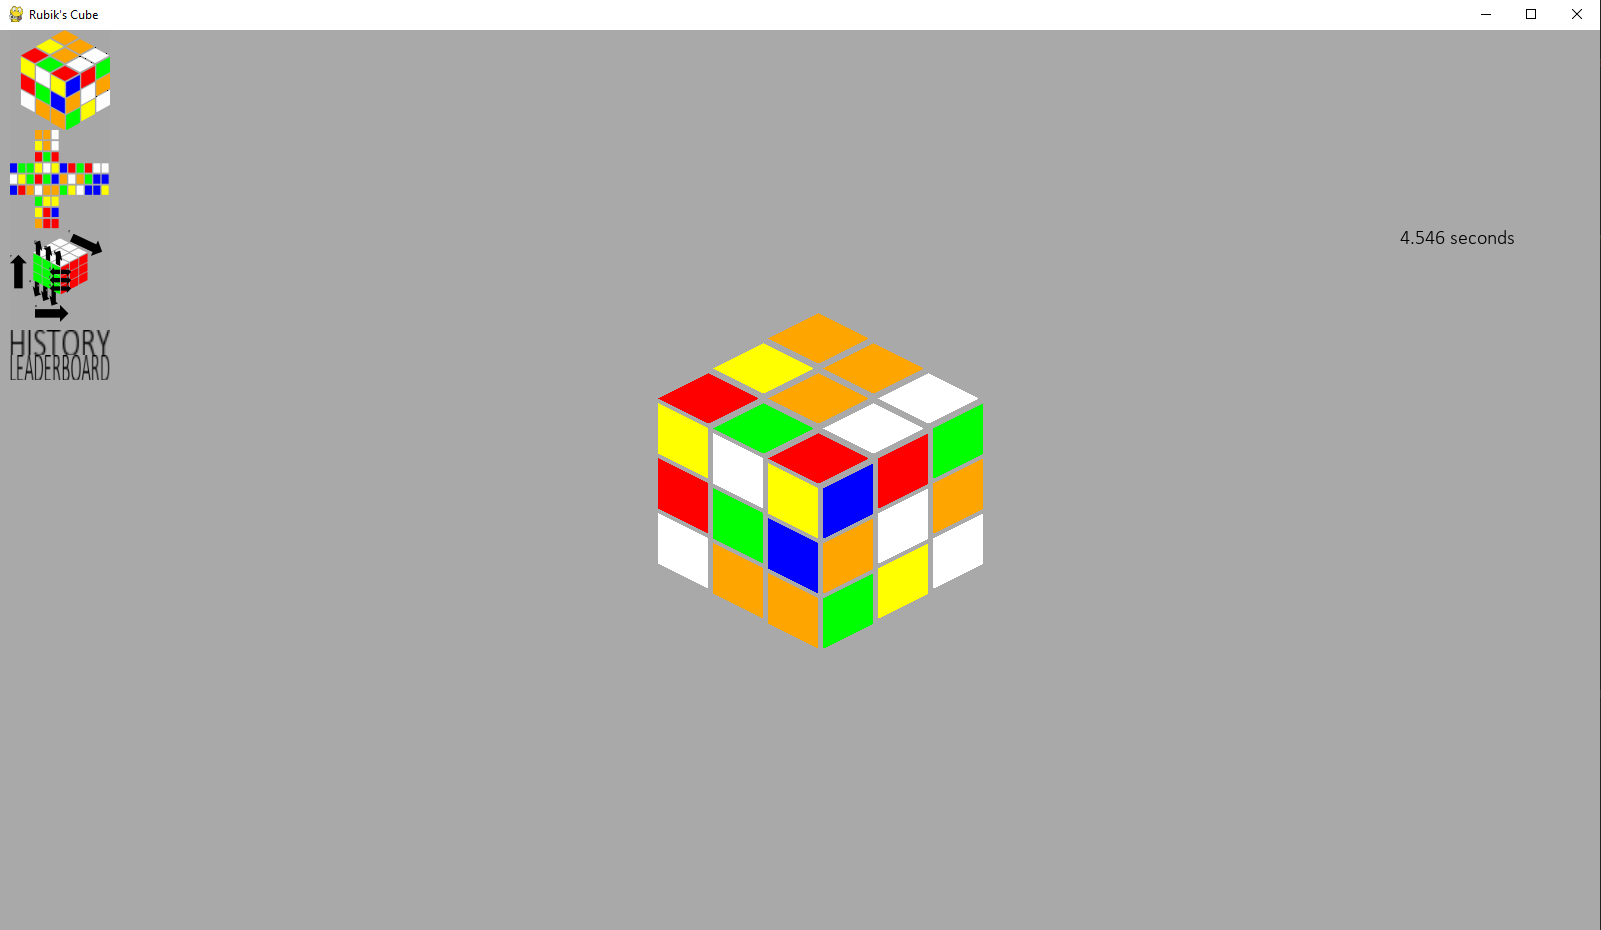 Rubik's Cube
4.546 seconds
HISTORY
LEADERBOARD